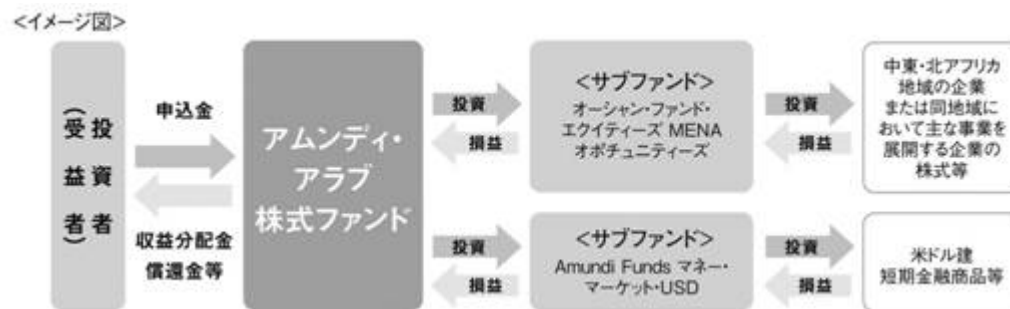 <イメージ図>
投資者
(受益者)
申込金
収益分配金
償還金等
アムンディ・
アラブ
株式ファンド
投資
損益
<サブファンド>
オーシャン・ファンド・
エクイティーズ MENA
オポチュニティーズ
投資
損益
中東・北アフリカ
地域の企業
または同地域に
おいて主な事業を
展開する企業の
株式等
投資
損益
<サブファンド>
Amundi Funds マネー・
マーケット・USD
投資
損益
米ドル建
短期金融商品等